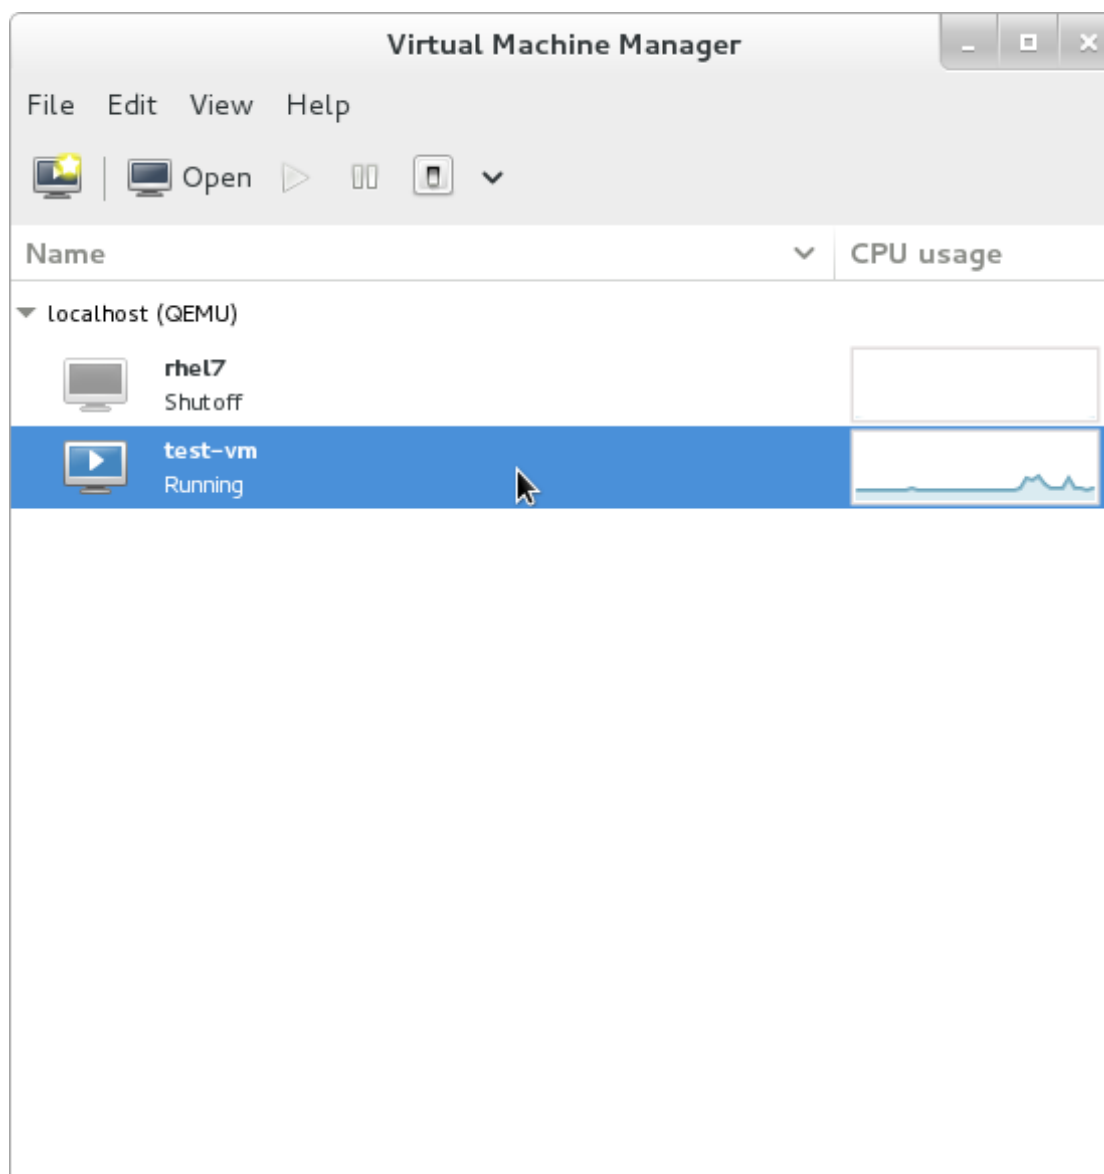 Virtual Machine Manager
File Edit View Help
Open
Name CPU usage
localhost (QEMU)
rhel7
Shutoff
test-vm
Running